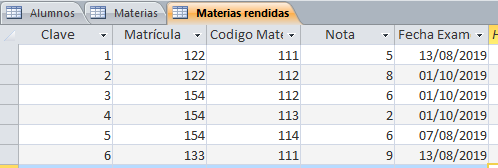 Alumnos Materias Materias rendidas
Clave Matrícula Codigo Mate Nota Fecha Exam
1 122 111 5 13/08/2019
2 122 112 8 01/10/2019
3 154 112 6 01/10/2019
4 154 113 2 01/10/2019
5 154 114 6 07/08/2019
6 133 111 9 13/08/2019